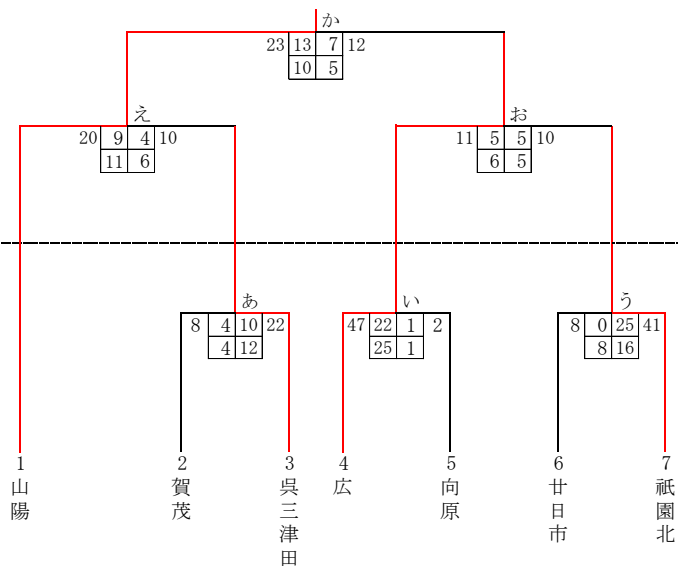 か
23 13 7 12
10 5
え
20 9 4 10
11 6
お
11 5 5 10
6 5
あ
8 4 10 22
4 12
い
47 22 1 2
25 1
う
8 0 25 41
8 16
1 2 3 4 5 6 7
山陽
賀茂
呉三津田
広
向原
廿日市
祇園北